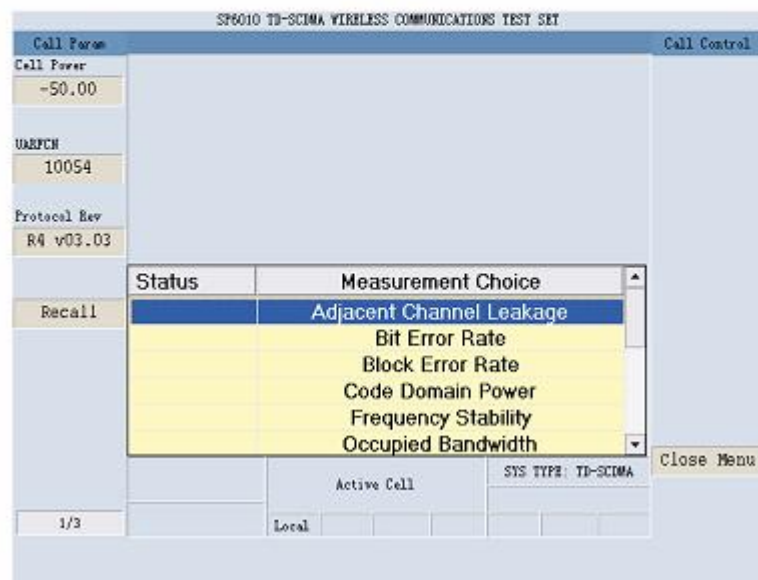 SP6010 TD-SCDMA WIRELESS COMMUNICATIONS TEST SET
Call Param
Call Control
Cell Power
-50.00
UARFCN
10054
Protocol Rev
R4 v03.03
Status Measurement Choice
Recall
Adjacent Channel Leakage
Bit Error Rate
Block Error Rate
Code Domain Power
Frequency Stability
Occupied Bandwidth
Close Menu
Active Cell
SYS TYPE: TD-SCDMA
1/3
Local